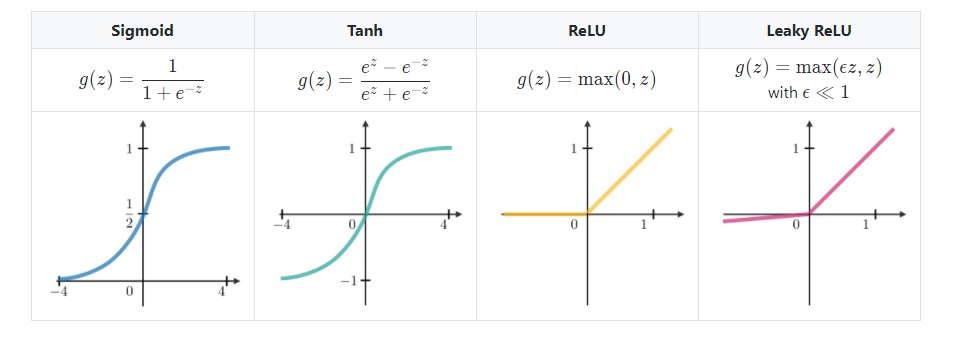 Sigmoid Tanh ReLU Leaky ReLU
g(z) = 1 / (1 + e^{−z})
g(z) = (e^z − e^{−z}) / (e^z + e^{−z})
g(z) = max(0, z)
g(z) = max(ϵz, z)
with ϵ ≪ 1
1
1/2
−4 0 4
1
−4 0 4
−1
1
0 1
1
0 1